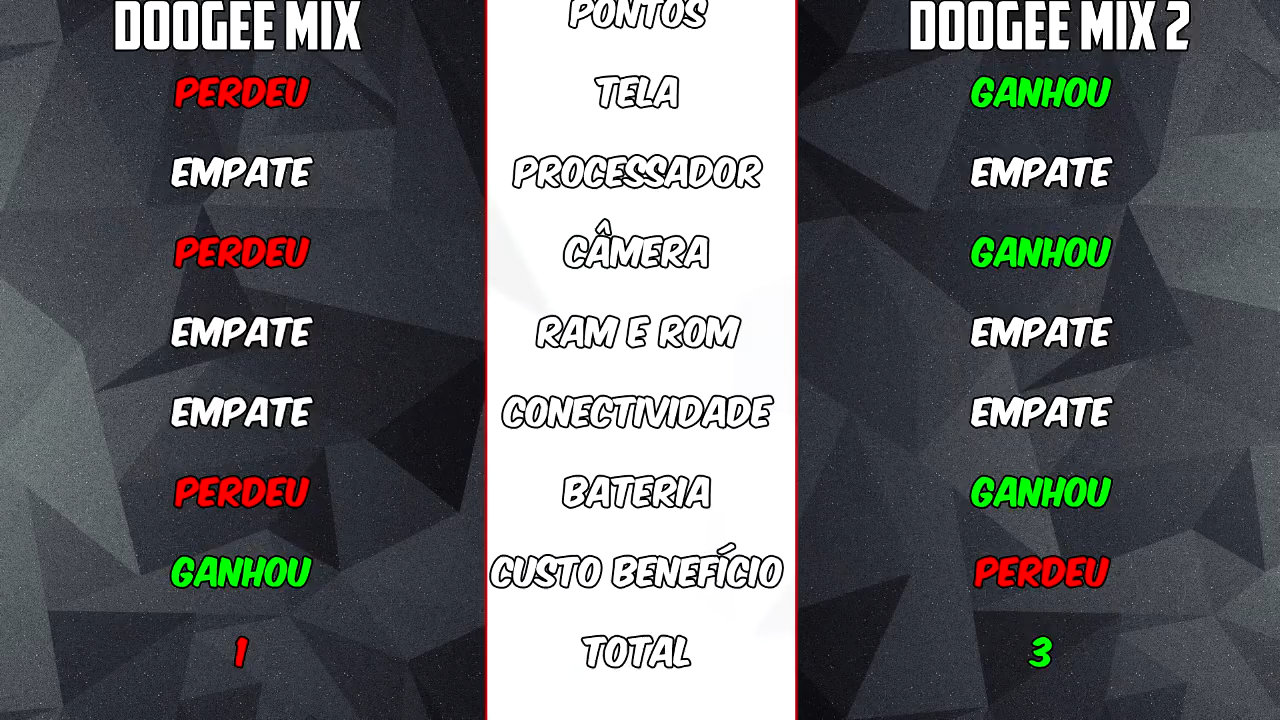 DOOGEE MIX PONTOS DOOGEE MIX 2
PERDEU TELA GANHOU
EMPATE PROCESSADOR EMPATE
PERDEU CÂMERA GANHOU
EMPATE RAM E ROM EMPATE
EMPATE CONECTIVIDADE EMPATE
PERDEU BATERIA GANHOU
GANHOU CUSTO BENEFÍCIO PERDEU
1 TOTAL 3